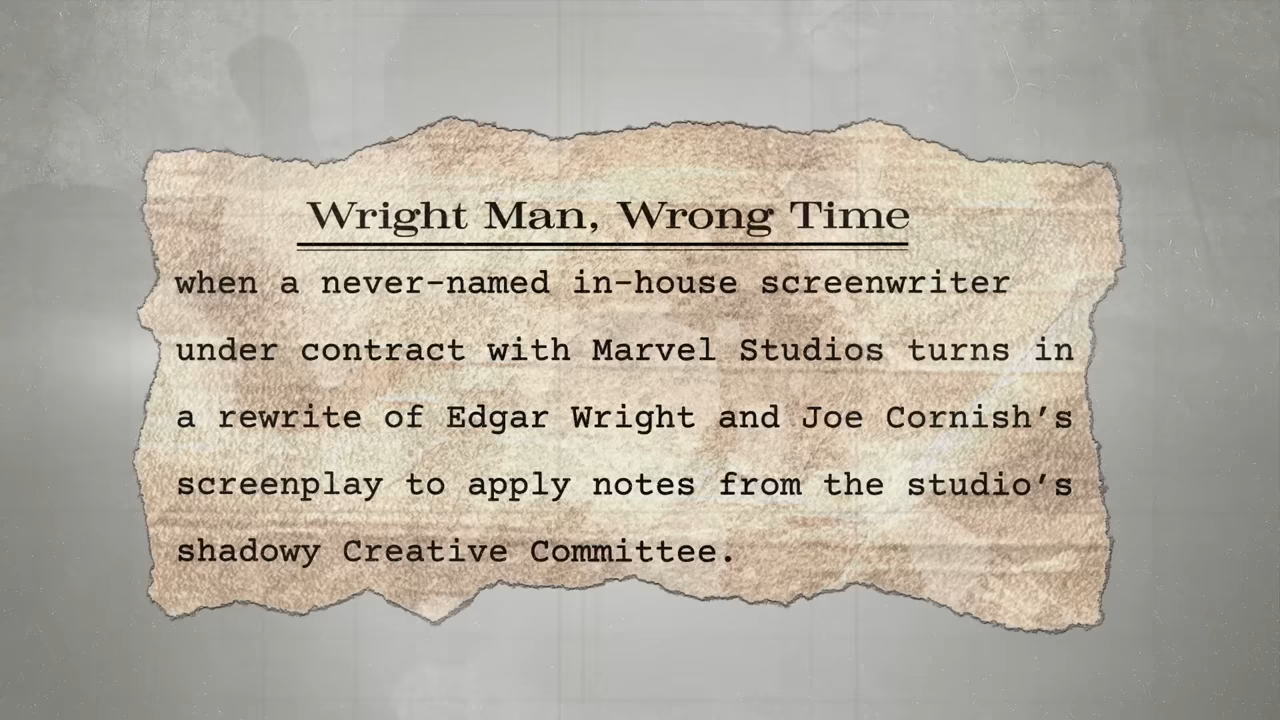 Wright Man, Wrong Time
when a never-named in-house screenwriter
under contract with Marvel Studios turns in
a rewrite of Edgar Wright and Joe Cornish’s
screenplay to apply notes from the studio’s
shadowy Creative Committee.